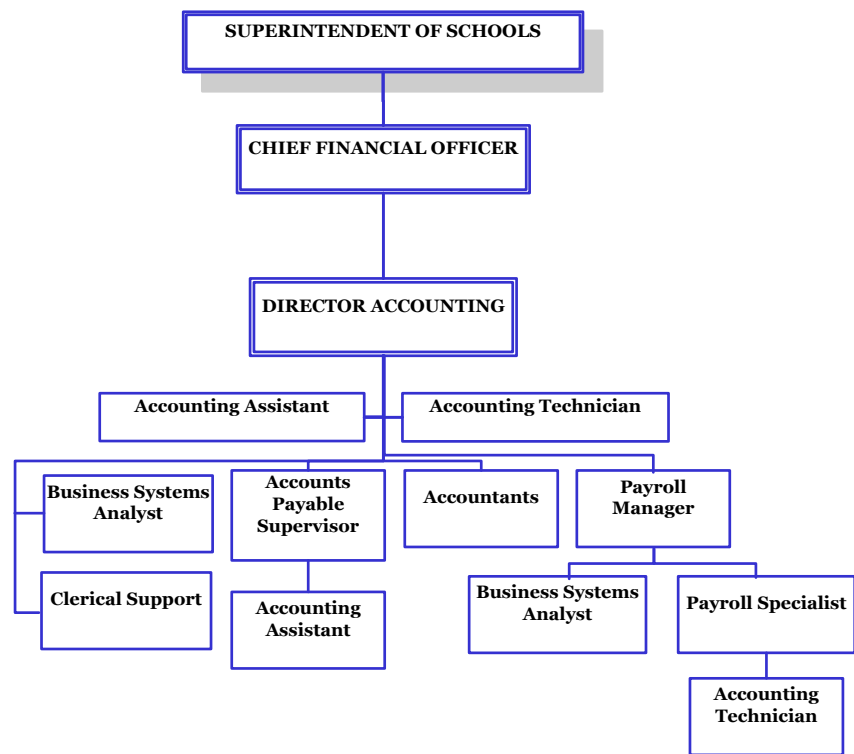 SUPERINTENDENT OF SCHOOLS
CHIEF FINANCIAL OFFICER
DIRECTOR ACCOUNTING
Accounting Assistant
Accounting Technician
Business Systems
Analyst
Accounts
Payable
Supervisor
Accountants
Payroll
Manager
Clerical Support
Accounting
Assistant
Business Systems
Analyst
Payroll Specialist
Accounting
Technician